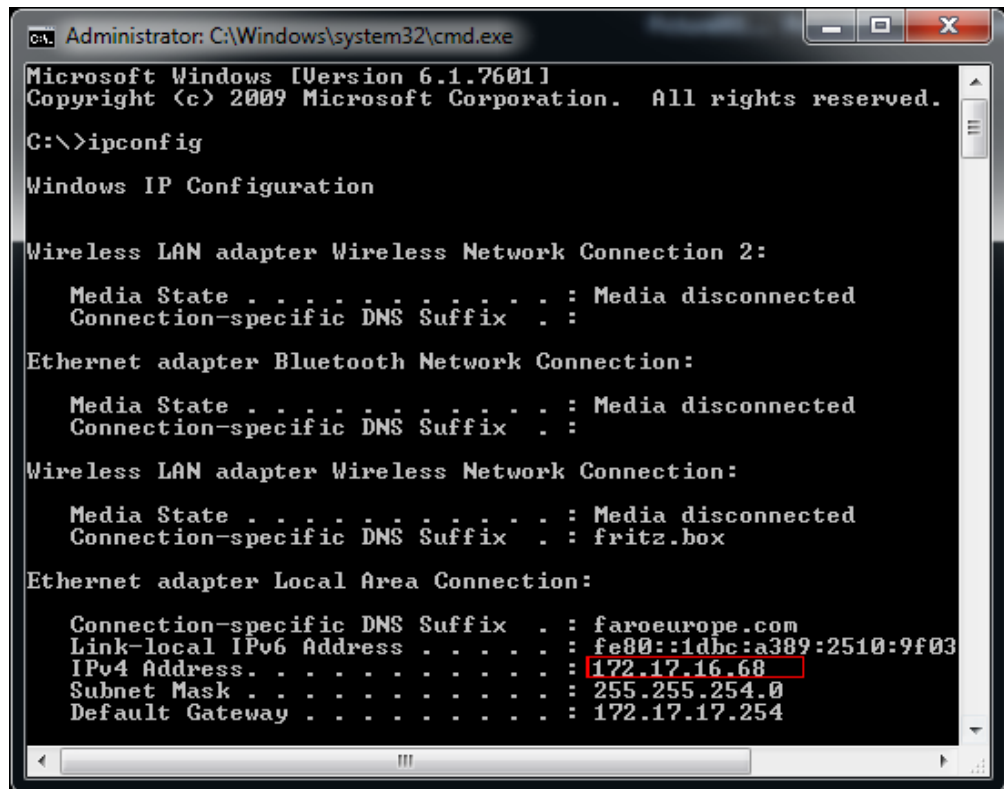 Administrator: C:\Windows\system32\cmd.exe
Microsoft Windows [Version 6.1.7601]
Copyright (c) 2009 Microsoft Corporation.  All rights reserved.
C:\>ipconfig
Windows IP Configuration
Wireless LAN adapter Wireless Network Connection 2:
Media State . . . . . . . . . . . : Media disconnected
Connection-specific DNS Suffix  . :
Ethernet adapter Bluetooth Network Connection:
Media State . . . . . . . . . . . : Media disconnected
Connection-specific DNS Suffix  . :
Wireless LAN adapter Wireless Network Connection:
Media State . . . . . . . . . . . : Media disconnected
Connection-specific DNS Suffix  . : fritz.box
Ethernet adapter Local Area Connection:
Connection-specific DNS Suffix  . : faroeurope.com
Link-local IPv6 Address . . . . . : fe80::1dbc:a389:2510:9f03
IPv4 Address. . . . . . . . . . . : 172.17.16.68
Subnet Mask . . . . . . . . . . . : 255.255.254.0
Default Gateway . . . . . . . . . : 172.17.17.254